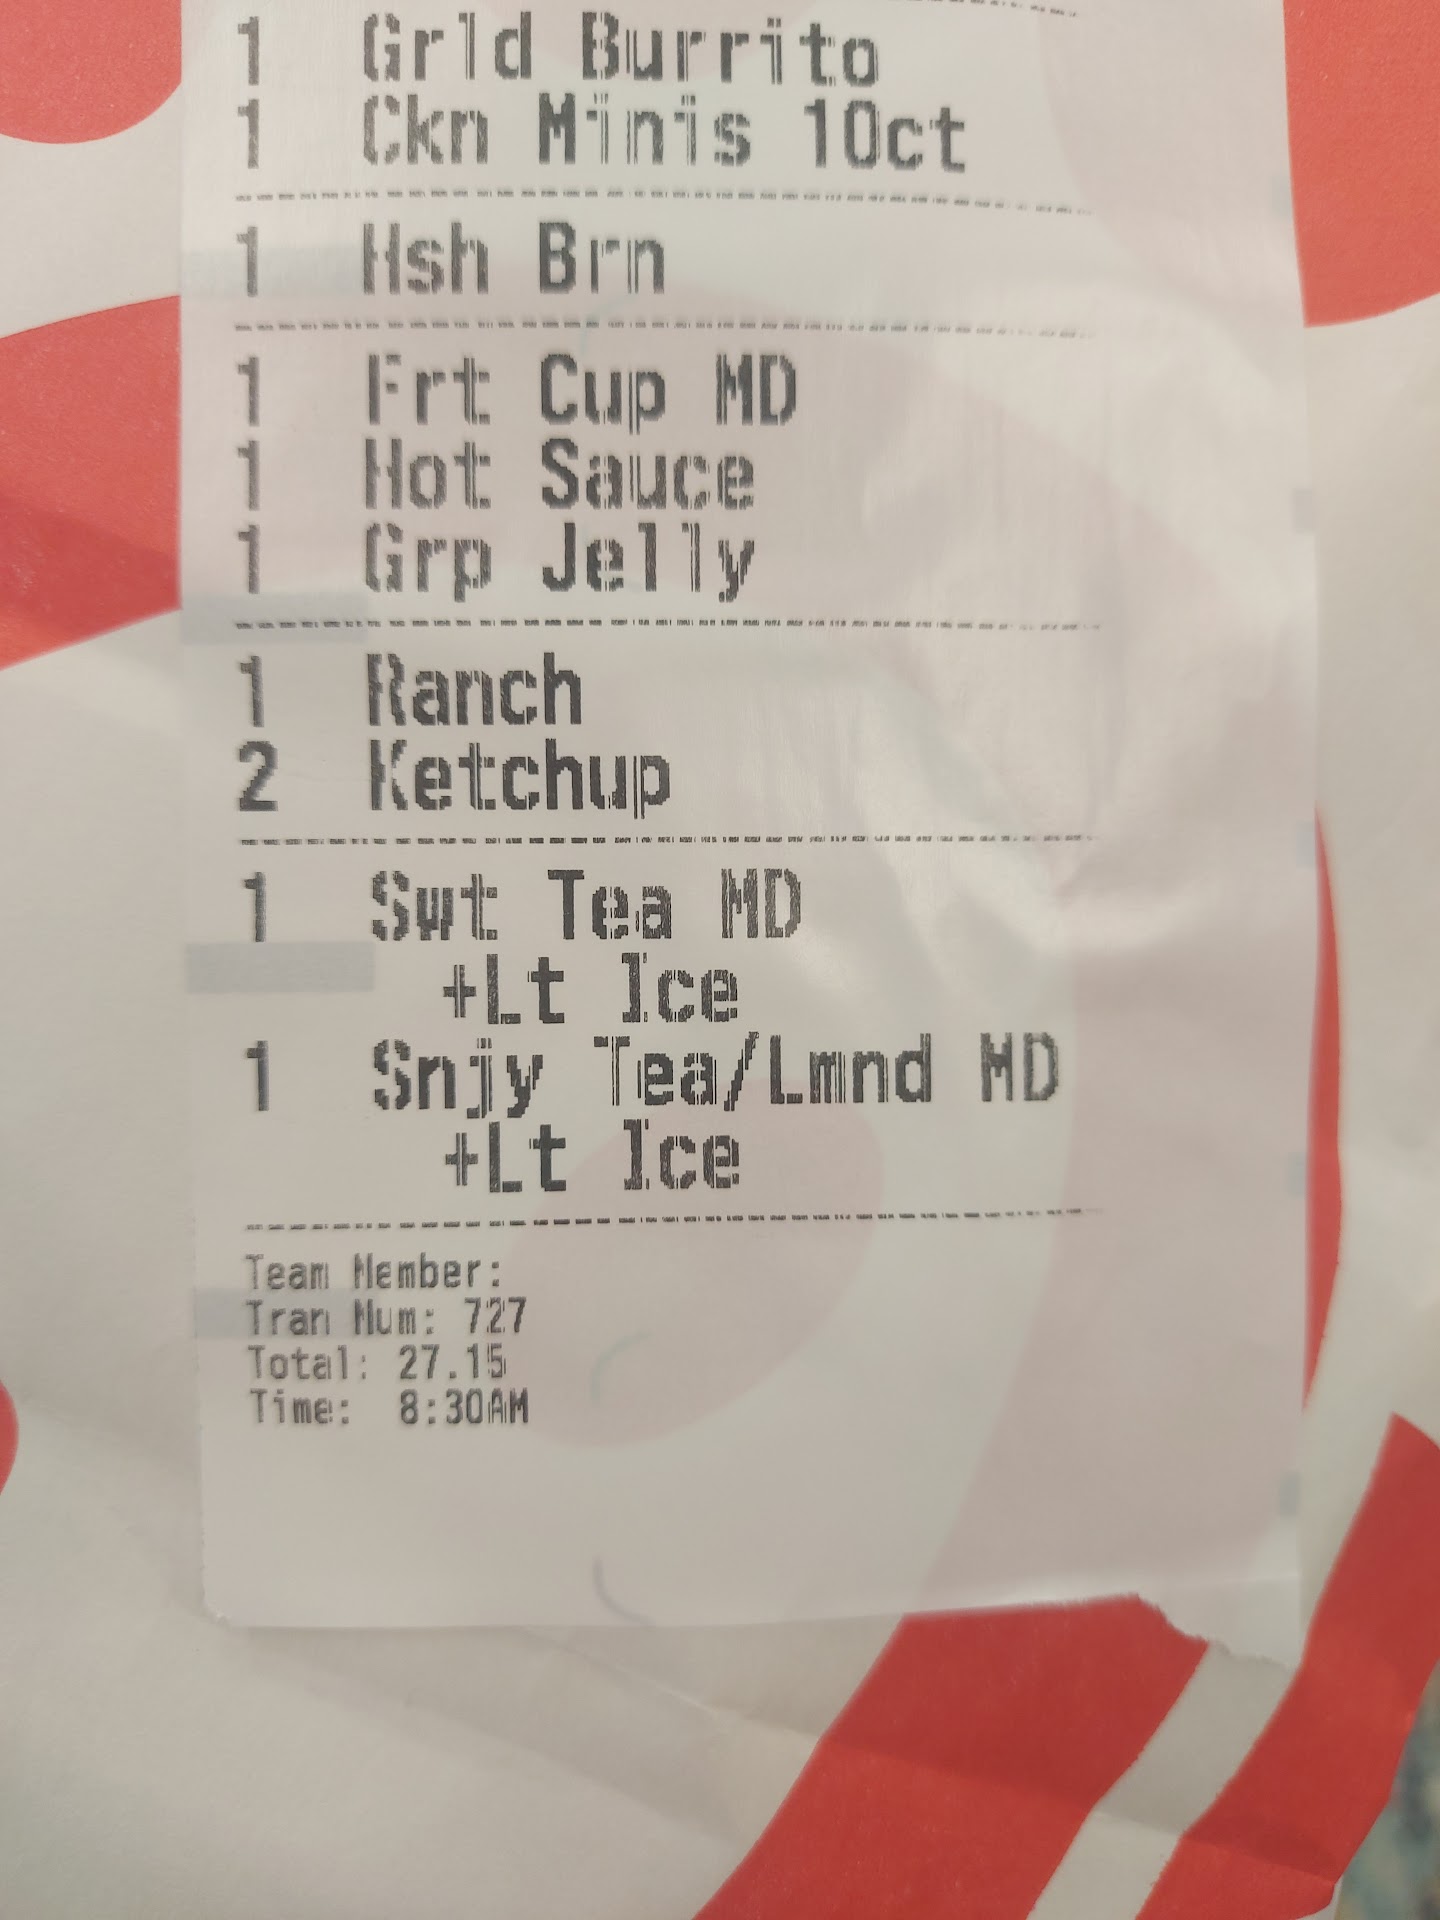 1 Grld Burrito
1 Ckn Minis 10ct
1 Hsh Brn
1 Frt Cup MD
1 Hot Sauce
1 Grp Jelly
1 Ranch
2 Ketchup
1 Swt Tea MD
+Lt Ice
1 Snjy Tea/Lmnd MD
+Lt Ice
Team Member:
Tran Num: 727
Total: 27.15
Time: 8:30AM